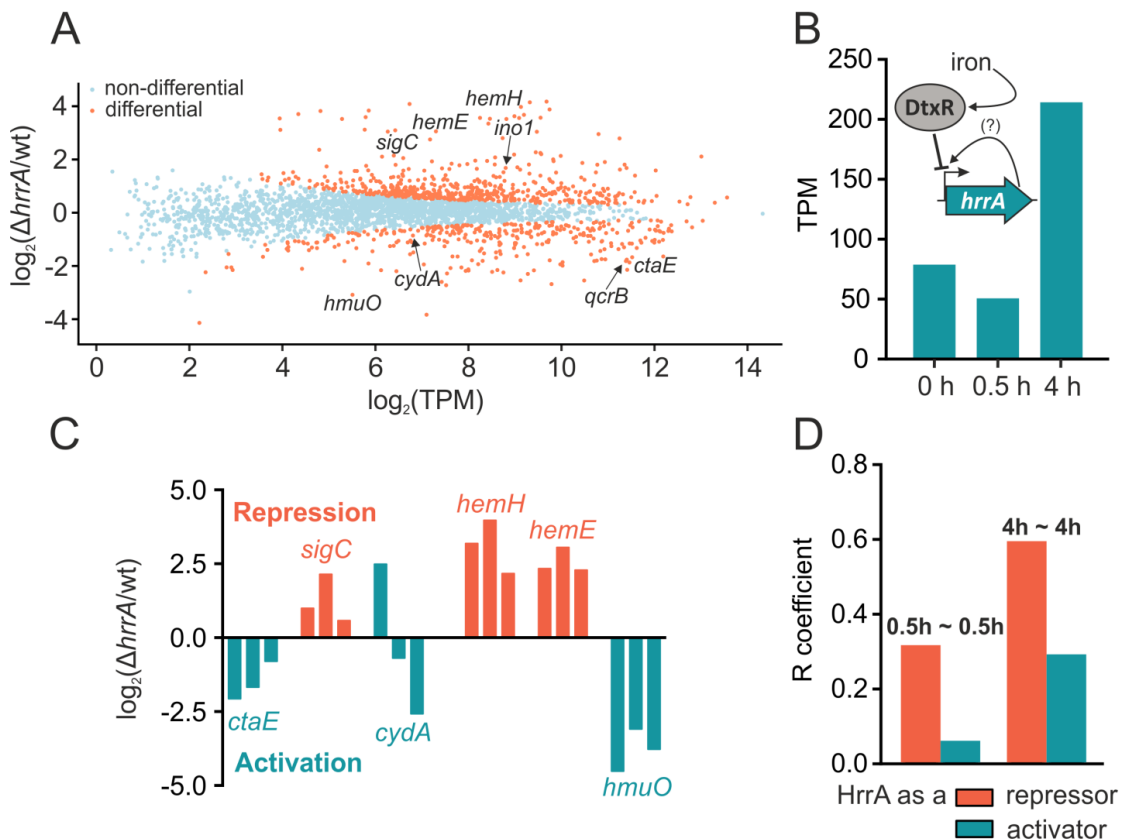 A
non-differential
differential
log₂(ΔhrrA/wt)
4
2
0
-2
-4
hemH
hemE
ino1
sigC
cydA
hmuO
ctaE
qcrB
0 2 4 6 8 10 12 14
log₂(TPM)
B
TPM
250
200
150
100
50
0
iron
DtxR
(?)
hrrA
0 h 0.5 h 4 h
C
log₂(ΔhrrA/wt)
5.0
2.5
0.0
-2.5
-5.0
Repression
sigC
hemH
hemE
ctaE
cydA
hmuO
Activation
D
R coefficient
0.8
0.6
0.4
0.2
0.0
4h ~ 4h
0.5h ~ 0.5h
HrrA as a repressor
activator